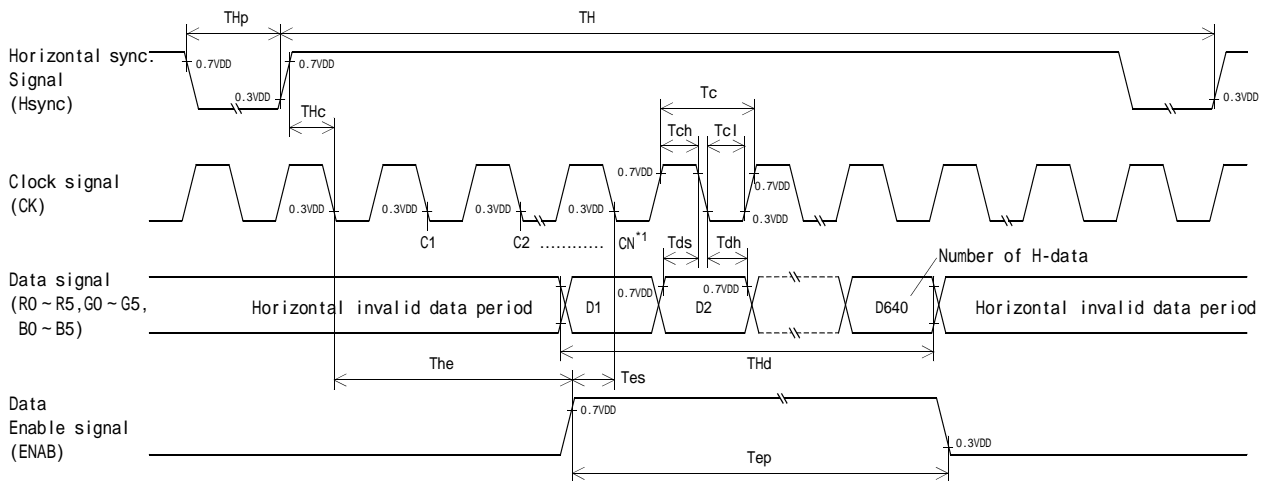 THp
TH
Horizontal sync.
Signal
(Hsync)
0.7VDD
0.7VDD
0.3VDD
0.3VDD
THc
Tc
Tch
Tcl
Clock signal
(CK)
0.3VDD
0.3VDD
0.3VDD
0.3VDD
0.7VDD
0.7VDD
0.3VDD
C1
C2
............
CN*1
Tds
Tdh
Number of H-data
Data signal
(R0~R5,G0~G5,
B0~B5)
Horizontal invalid data period
D1
0.7VDD
D2
0.7VDD
D640
Horizontal invalid data period
The
Tes
THd
Data
Enable signal
(ENAB)
0.7VDD
0.3VDD
Tep